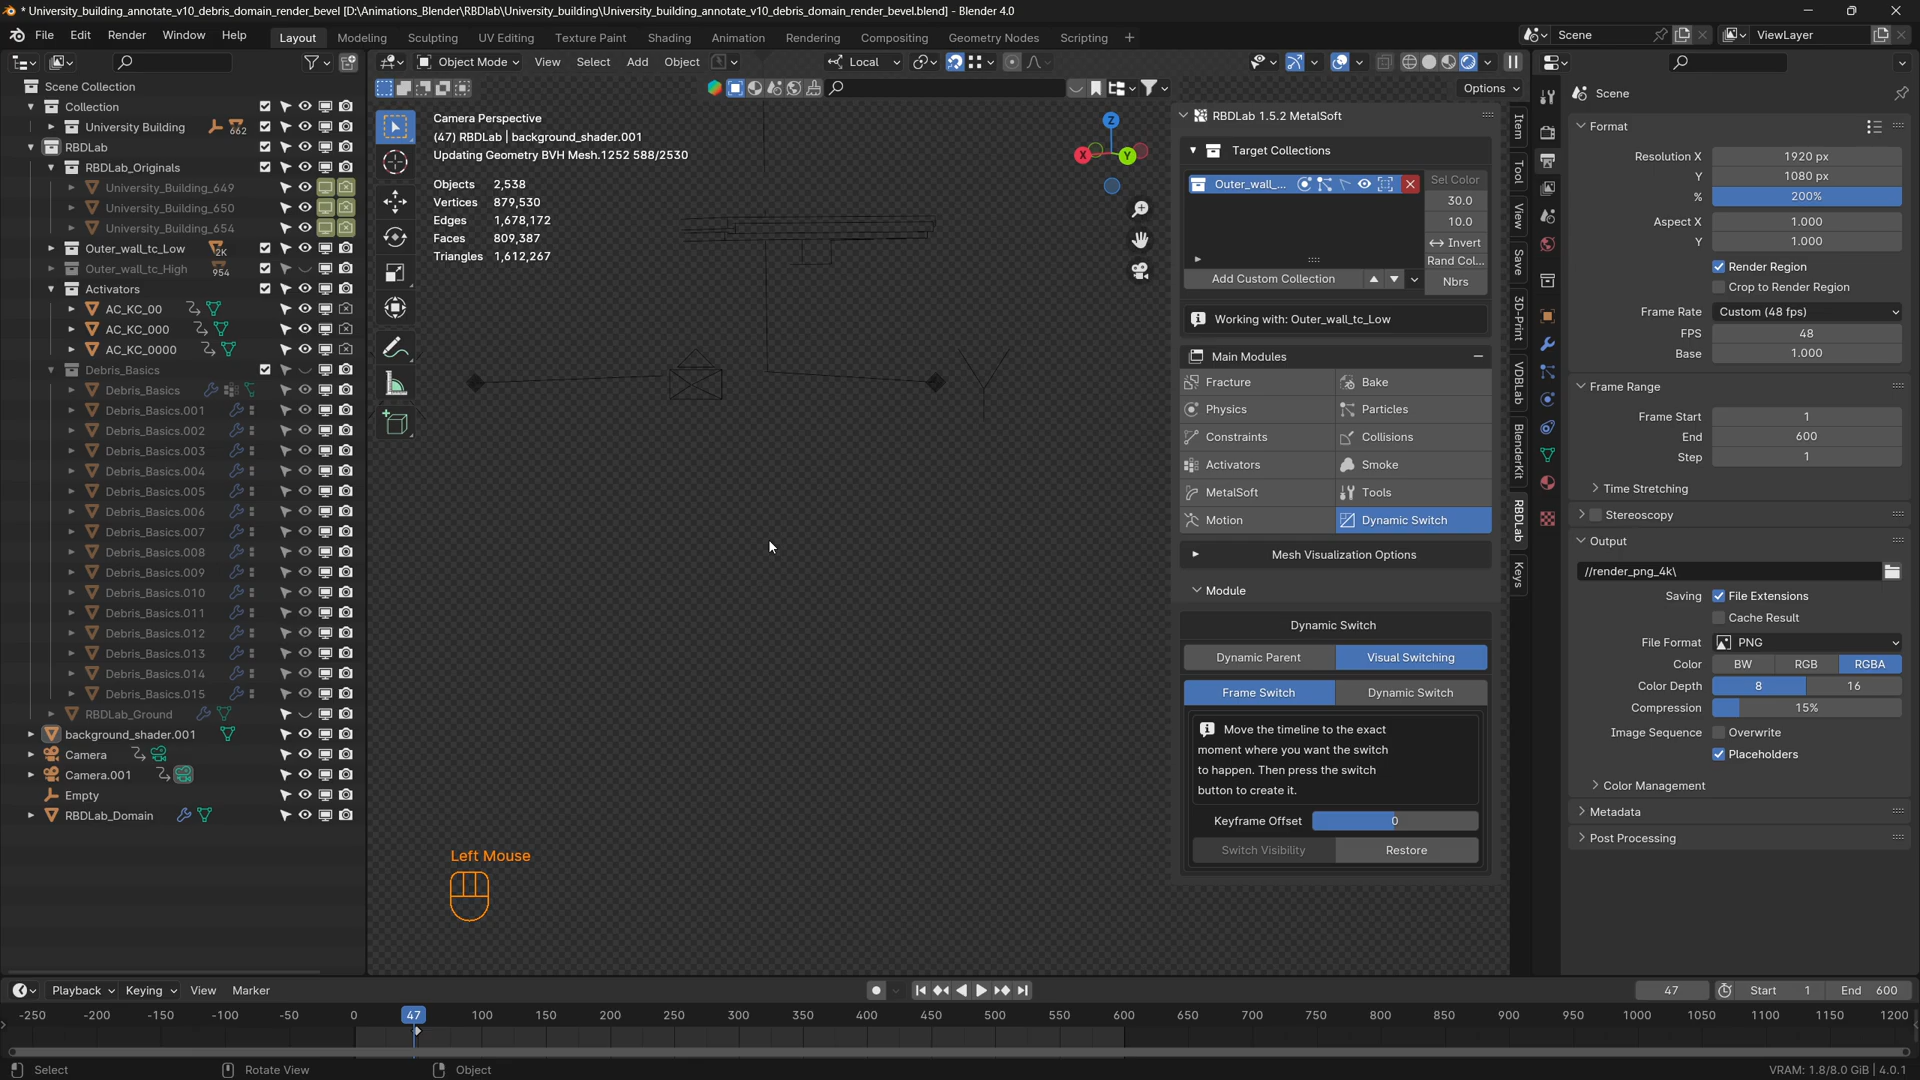 * University_building_annotate_v10_debris_domain_render_bevel [D:\Animations_Blender\RBDlab\University_building\University_building_annotate_v10_debris_domain_render_bevel.blend] - Blender 4.0
File Edit Render Window Help Layout Modeling Sculpting UV Editing Texture Paint Shading Animation Rendering Compositing Geometry Nodes Scripting + Scene ViewLayer
Object Mode View Select Add Object Local
Options
Scene Collection
Collection
University Building 662
RBDLab
RBDLab_Originals
University_Building_649
University_Building_650
University_Building_654
Outer_wall_tc_Low 2K
Outer_wall_tc_High 954
Activators
AC_KC_00
AC_KC_000
AC_KC_0000
Debris_Basics
Debris_Basics
Debris_Basics.001
Debris_Basics.002
Debris_Basics.003
Debris_Basics.004
Debris_Basics.005
Debris_Basics.006
Debris_Basics.007
Debris_Basics.008
Debris_Basics.009
Debris_Basics.010
Debris_Basics.011
Debris_Basics.012
Debris_Basics.013
Debris_Basics.014
Debris_Basics.015
RBDLab_Ground
background_shader.001
Camera
Camera.001
Empty
RBDLab_Domain
Camera Perspective
(47) RBDLab | background_shader.001
Updating Geometry BVH Mesh.1252 588/2530
Objects 2,538
Vertices 879,530
Edges 1,678,172
Faces 809,387
Triangles 1,612,267
Z
X
Y
Left Mouse
RBDLab 1.5.2 MetalSoft
Target Collections
Outer_wall_... Sel Color
30.0
10.0
Invert
Rand Col...
Add Custom Collection Nbrs
Working with: Outer_wall_tc_Low
Main Modules
Fracture Bake
Physics Particles
Constraints Collisions
Activators Smoke
MetalSoft Tools
Motion Dynamic Switch
Mesh Visualization Options
Module
Dynamic Switch
Dynamic Parent Visual Switching
Frame Switch Dynamic Switch
Move the timeline to the exact
moment where you want the switch
to happen. Then press the switch
button to create it.
Keyframe Offset 0
Switch Visibility Restore
Item
Tool
View
Save
3D-Print
VDBLab
BlenderKit
RBDLab
Keys
Scene
Format
Resolution X 1920 px
Y 1080 px
% 200%
Aspect X 1.000
Y 1.000
Render Region
Crop to Render Region
Frame Rate Custom (48 fps)
FPS 48
Base 1.000
Frame Range
Frame Start 1
End 600
Step 1
Time Stretching
Stereoscopy
Output
//render_png_4k\
Saving File Extensions
Cache Result
File Format PNG
Color BW RGB RGBA
Color Depth 8 16
Compression 15%
Image Sequence Overwrite
Placeholders
Color Management
Metadata
Post Processing
Playback Keying View Marker 47 Start 1 End 600
-250 -200 -150 -100 -50 0 47 100 150 200 250 300 350 400 450 500 550 600 650 700 750 800 850 900 950 1000 1050 1100 1150 1200
Select Rotate View Object VRAM: 1.8/8.0 GiB | 4.0.1